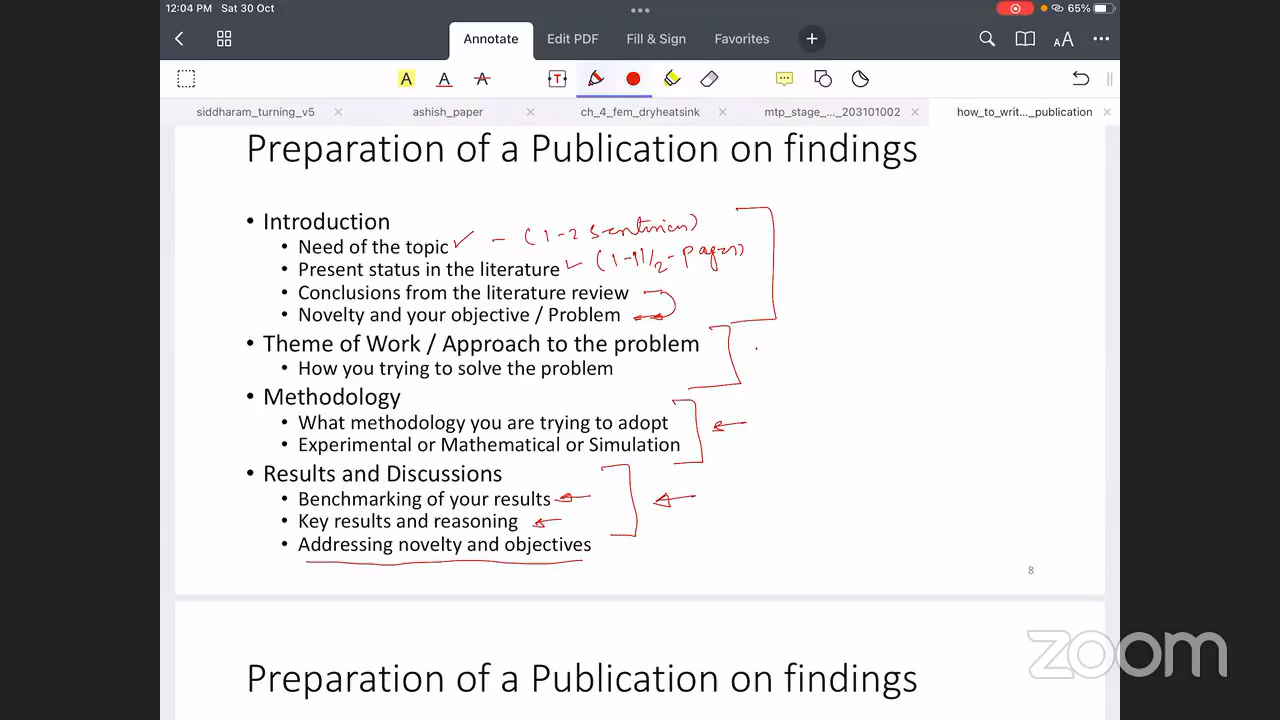 12:04 PM Sat 30 Oct
65%
Annotate Edit PDF Fill & Sign Favorites
siddharam_turning_v5 ashish_paper ch_4_fem_dryheatsink mtp_stage_..._203101002 how_to_writ..._publication
Preparation of a Publication on findings
• Introduction
• Need of the topic - (1-2 sentences)
• Present status in the literature (1-1 1/2 - pages)
• Conclusions from the literature review
• Novelty and your objective / Problem
• Theme of Work / Approach to the problem
• How you trying to solve the problem
• Methodology
• What methodology you are trying to adopt
• Experimental or Mathematical or Simulation
• Results and Discussions
• Benchmarking of your results
• Key results and reasoning
• Addressing novelty and objectives
8
zoom
Preparation of a Publication on findings